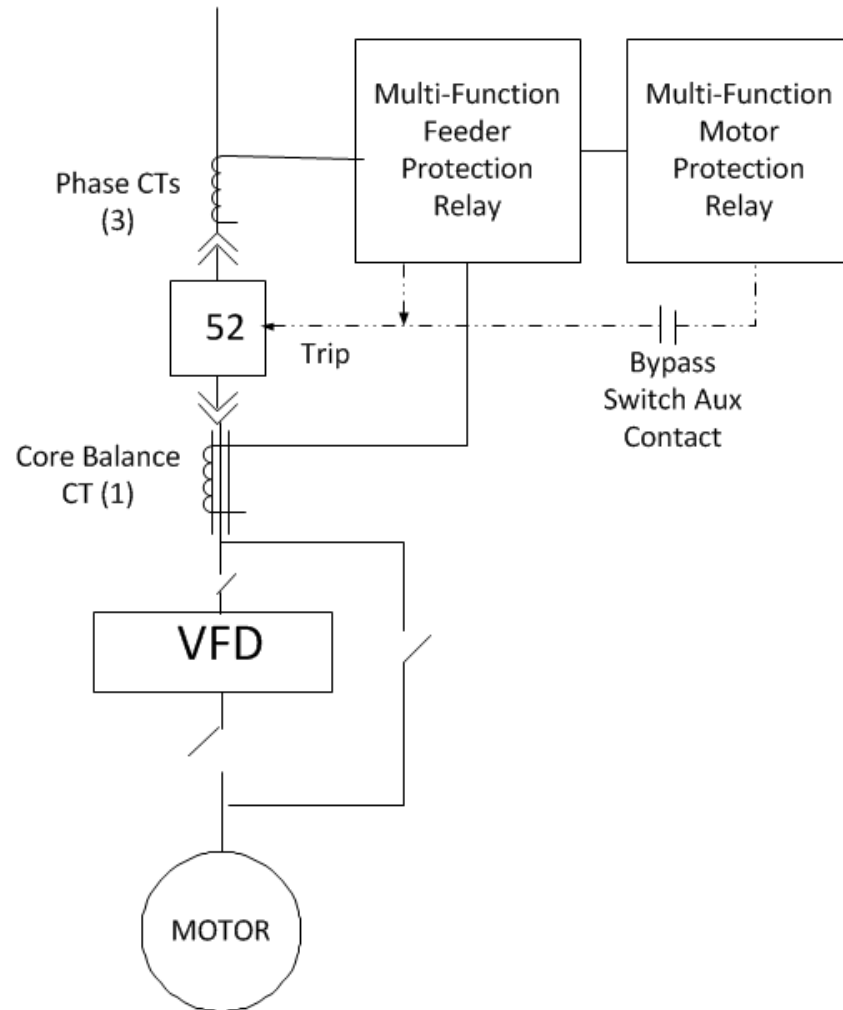 Multi-Function
Feeder
Protection
Relay
Multi-Function
Motor
Protection
Relay
Phase CTs
(3)
52
Trip
Bypass
Switch Aux
Contact
Core Balance
CT (1)
VFD
MOTOR